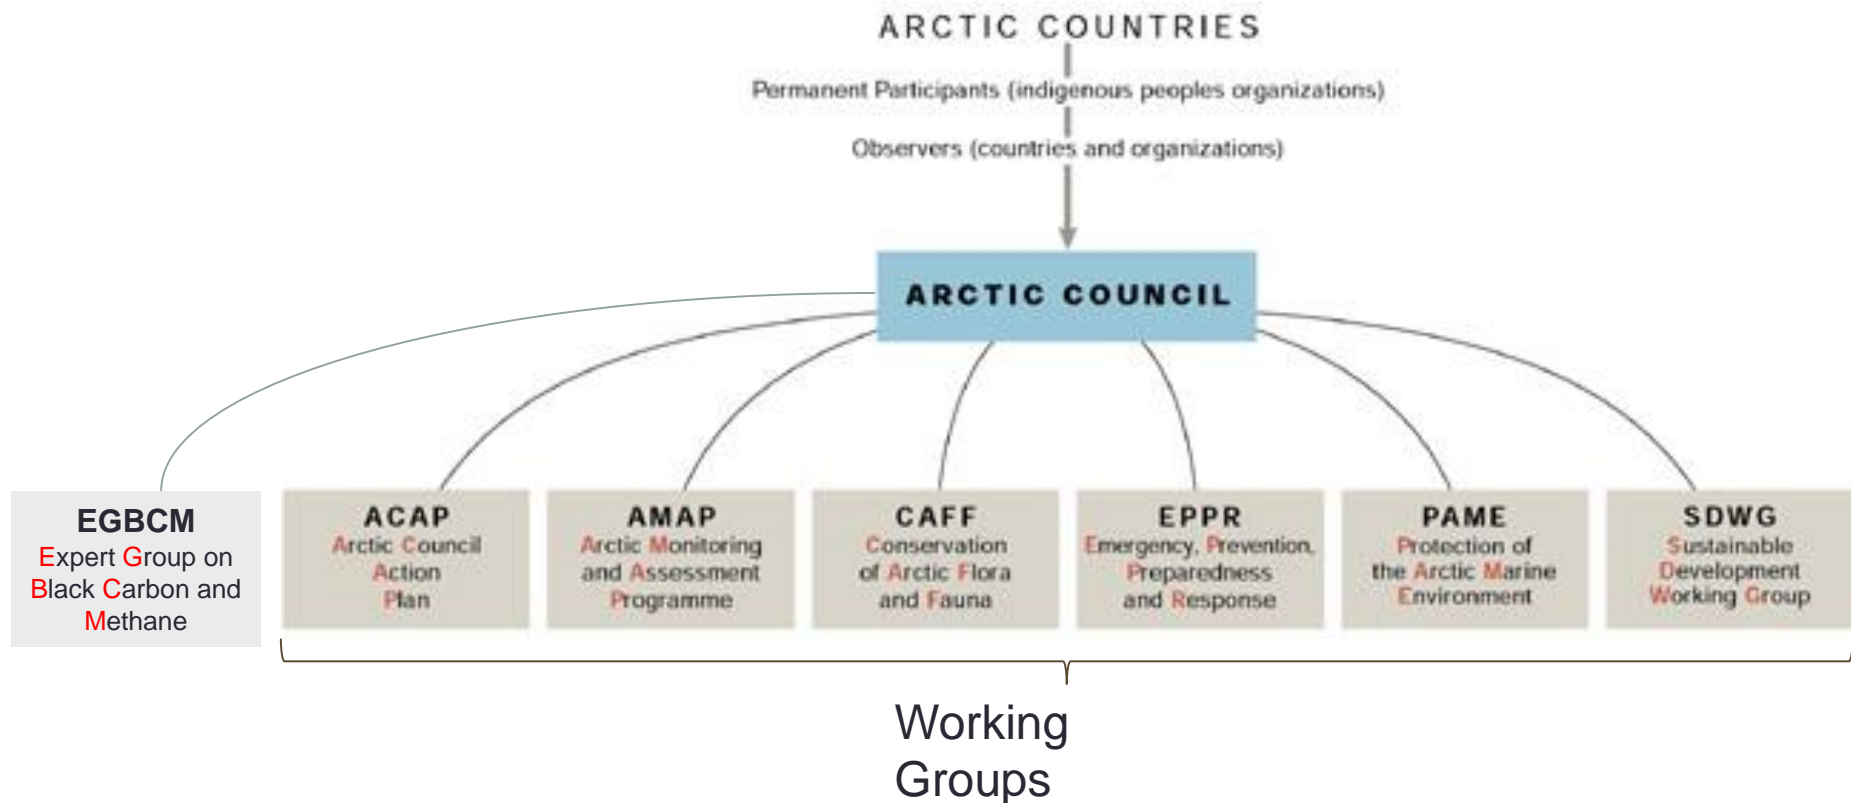 ARCTIC COUNTRIES
Permanent Participants (indigenous peoples organizations)
Observers (countries and organizations)
ARCTIC COUNCIL
EGBCM
Expert Group on
Black Carbon and
Methane
ACAP
Arctic Council
Action
Plan
AMAP
Arctic Monitoring
and Assessment
Programme
CAFF
Conservation
of Arctic Flora
and Fauna
EPPR
Emergency, Prevention,
Preparedness
and Response
PAME
Protection of
the Arctic Marine
Environment
SDWG
Sustainable
Development
Working Group
Working
Groups